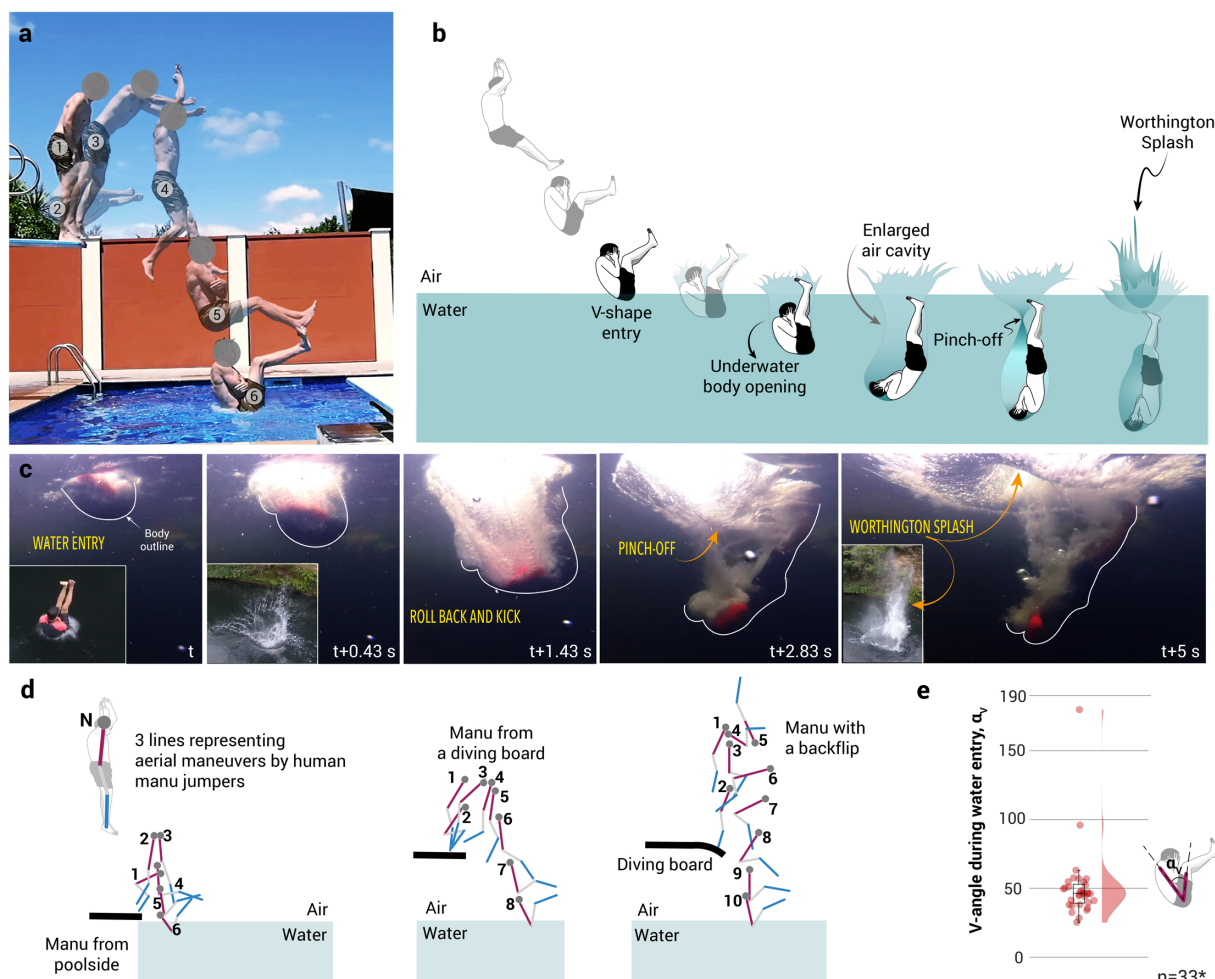 a
1
2
3
4
5
6
b
Air
Water
V-shape
entry
Underwater
body opening
Enlarged
air cavity
Pinch-off
Worthington
Splash
c
WATER ENTRY
Body
outline
t
t+0.43 s
ROLL BACK AND KICK
t+1.43 s
PINCH-OFF
t+2.83 s
WORTHINGTON SPLASH
t+5 s
d
N
3 lines representing
aerial maneuvers by human
manu jumpers
2 3
1
4
5
6
Air
Water
Manu from
poolside
Manu from
a diving board
1
3
4
2
5
6
7
8
Air
Water
Manu with
a backflip
1
4
3
5
6
2
7
8
9
10
Diving board
Air
Water
e
V-angle during water entry, αv
190
150
100
50
0
αv
n=33*